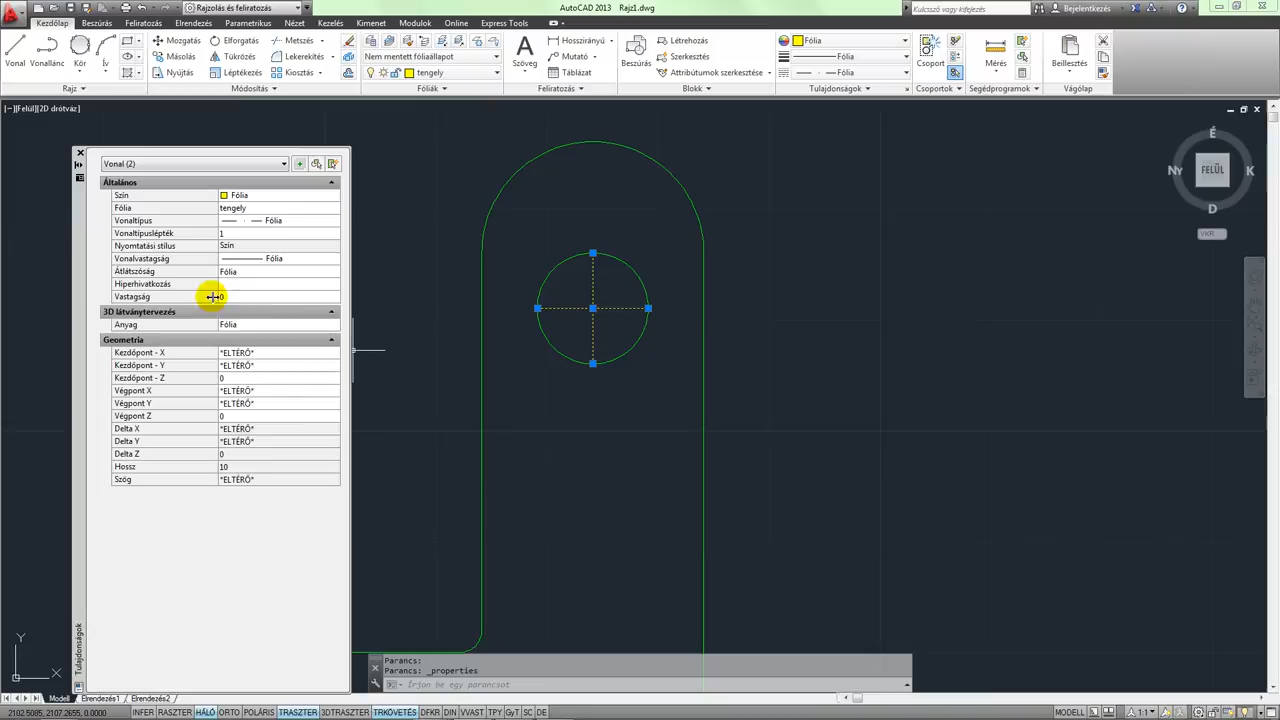 Rajzolás és feliratozás
AutoCAD 2013 Rajz1.dwg
Kulcsszó vagy kifejezés
Bejelentkezés
Kezdőlap Beszúrás Feliratozás Elrendezés Parametrikus Nézet Kezelés Kimenet Modulok Online Express Tools
Vonal
Vonallánc
Kör
Ív
Mozgatás Elforgatás Metszés
Másolás Tükrözés Lekerekítés
Nyújtás Léptékezés Kiosztás
Nem mentett fóliaállapot
tengely
Szöveg
Hosszirányú
Mutató
Táblázat
Beszúrás
Létrehozás
Szerkesztés
Attribútumok szerkesztése
Fólia
Fólia
Fólia
Csoport
Mérés
Beillesztés
Rajz Módosítás Fóliák Feliratozás Blokk Tulajdonságok Csoportok Segédprogramok Vágólap
[−][Felül][2D drótváz]
Vonal (2)
Általános
Szín Fólia
Fólia tengely
Vonaltípus Fólia
Vonaltípuslépték 1
Nyomtatási stílus Szín
Vonalvastagság Fólia
Átlátszóság Fólia
Hiperhivatkozás
Vastagság 0
3D látványtervezés
Anyag Fólia
Geometria
Kezdőpont - X *ELTÉRŐ*
Kezdőpont - Y *ELTÉRŐ*
Kezdőpont - Z 0
Végpont X *ELTÉRŐ*
Végpont Y *ELTÉRŐ*
Végpont Z 0
Delta X *ELTÉRŐ*
Delta Y *ELTÉRŐ*
Delta Z 0
Hossz 10
Szög *ELTÉRŐ*
Tulajdonságok
É
NY FELÜL K
D
VKR
Y
X
Parancs:
Parancs: _properties
Írjon be egy parancsot
Modell Elrendezés1 Elrendezés2
2102.5085, 2107.2655, 0.0000
INFER RASZTER HÁLÓ ORTO POLÁRIS TRASZTER 3DTRASZTER TRKÖVETÉS DFKR DIN VVAST TPY GyT SC DE
MODELL
1:1